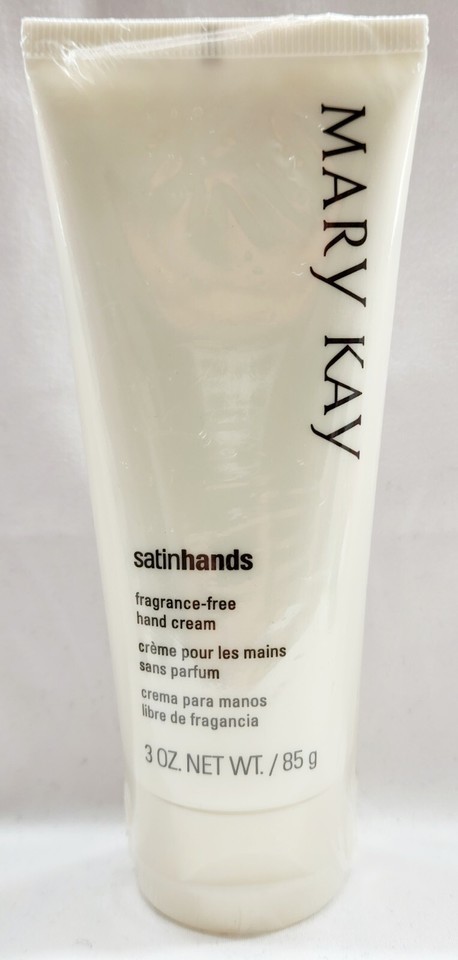 MARY KAY
satinhands
fragrance-free
hand cream
crème pour les mains
sans parfum
crema para manos
libre de fragancia
3 OZ. NET WT. / 85 g